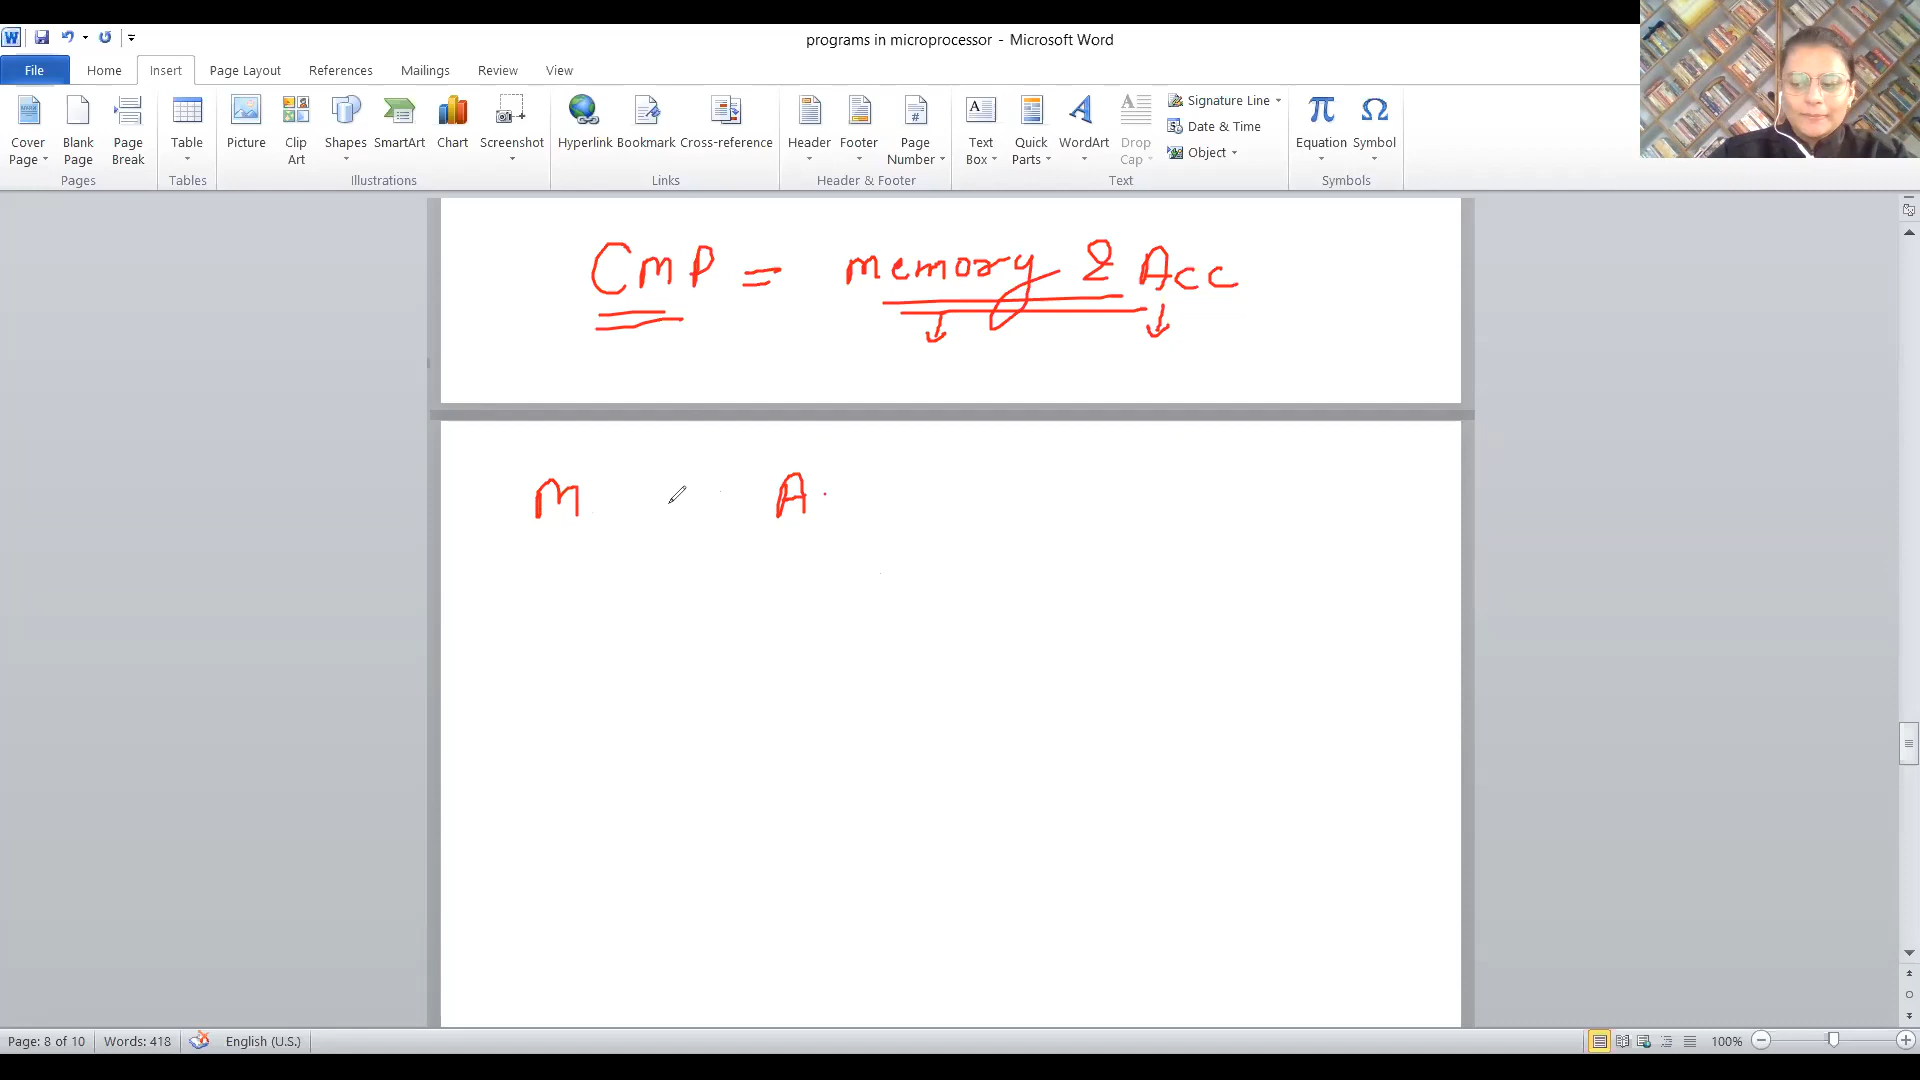 programs in microprocessor - Microsoft Word
File Home Insert Page Layout References Mailings Review View
Cover Page Blank Page Page Break Table Picture Clip Art Shapes SmartArt Chart Screenshot Hyperlink Bookmark Cross-reference Header Footer Page Number Text Box Quick Parts WordArt Drop Cap Signature Line Date & Time Object Equation Symbol
Pages Tables Illustrations Links Header & Footer Text Symbols
CMP = memory & Acc
M A
Page: 8 of 10 Words: 418 English (U.S.) 100%